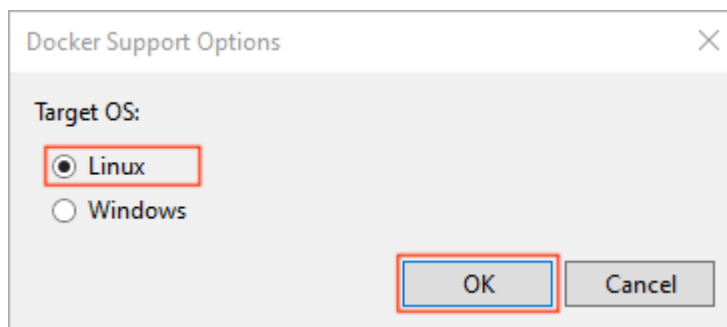 Docker Support Options
Target OS:
Linux
Windows
OK Cancel